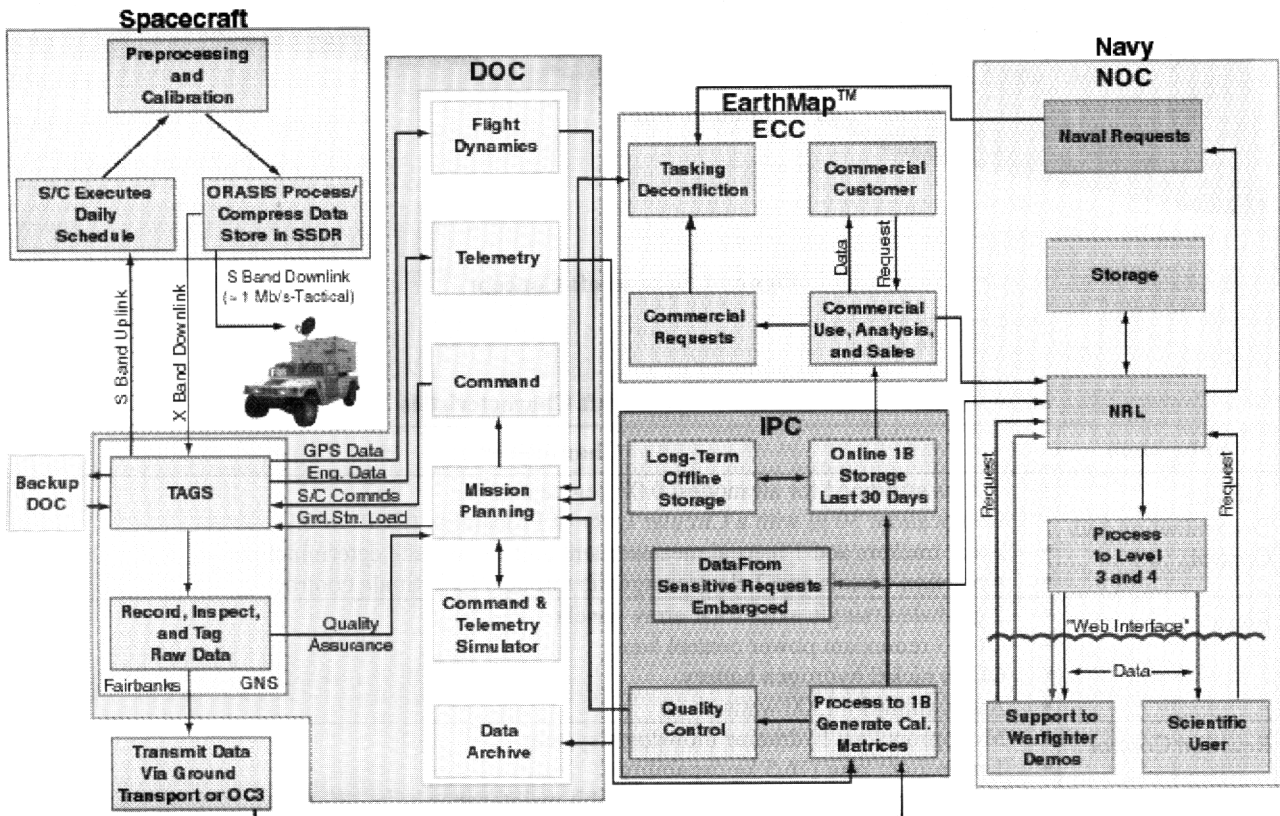 Spacecraft
Preprocessing
and
Calibration
S/C Executes
Daily
Schedule
ORASIS Process/
Compress Data
Store in SSDR
S Band Uplink
X Band Downlink
S Band Downlink
(≈ 1 Mb/s-Tactical)
Backup
DOC
TAGS
GPS Data
Eng. Data
S/C Comnds
Grd.Stn. Load
Record, Inspect,
and Tag
Raw Data
Quality
Assurance
Fairbanks
GNS
Transmit Data
Via Ground
Transport or OC3
DOC
Flight
Dynamics
Telemetry
Command
Mission
Planning
Command &
Telemetry
Simulator
Data
Archive
EarthMap™
ECC
Tasking
Deconfliction
Commercial
Customer
Data
Request
Commercial
Requests
Commercial
Use, Analysis,
and Sales
IPC
Long-Term
Offline
Storage
Online 1B
Storage
Last 30 Days
DataFrom
Sensitive Requests
Embargoed
Quality
Control
Process to 1B
Generate Cal.
Matrices
Navy
NOC
Naval Requests
Storage
NRL
Request
Request
Process
to Level
3 and 4
"Web Interface"
Data
Support to
Warfighter
Demos
Scientific
User